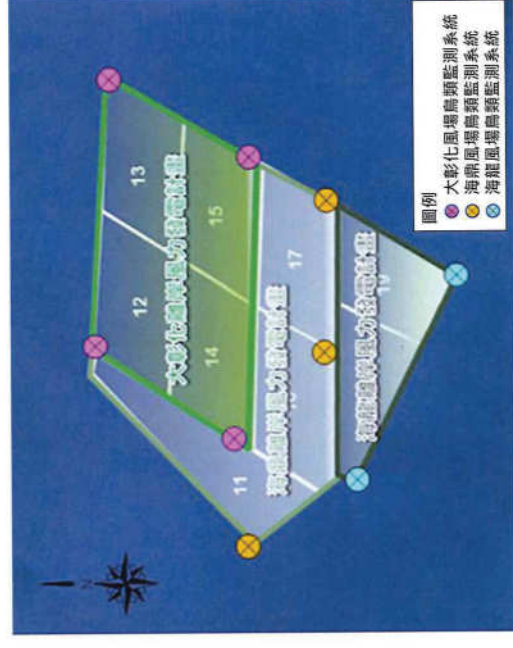 N
13
12
大彰化離岸風力發電計畫
15
14
11
17
海鼎離岸風力發電計畫
19
海龍離岸風力發電計畫
圖例
大彰化風場鳥類監測系統
海鼎風場鳥類監測系統
海龍風場鳥類監測系統